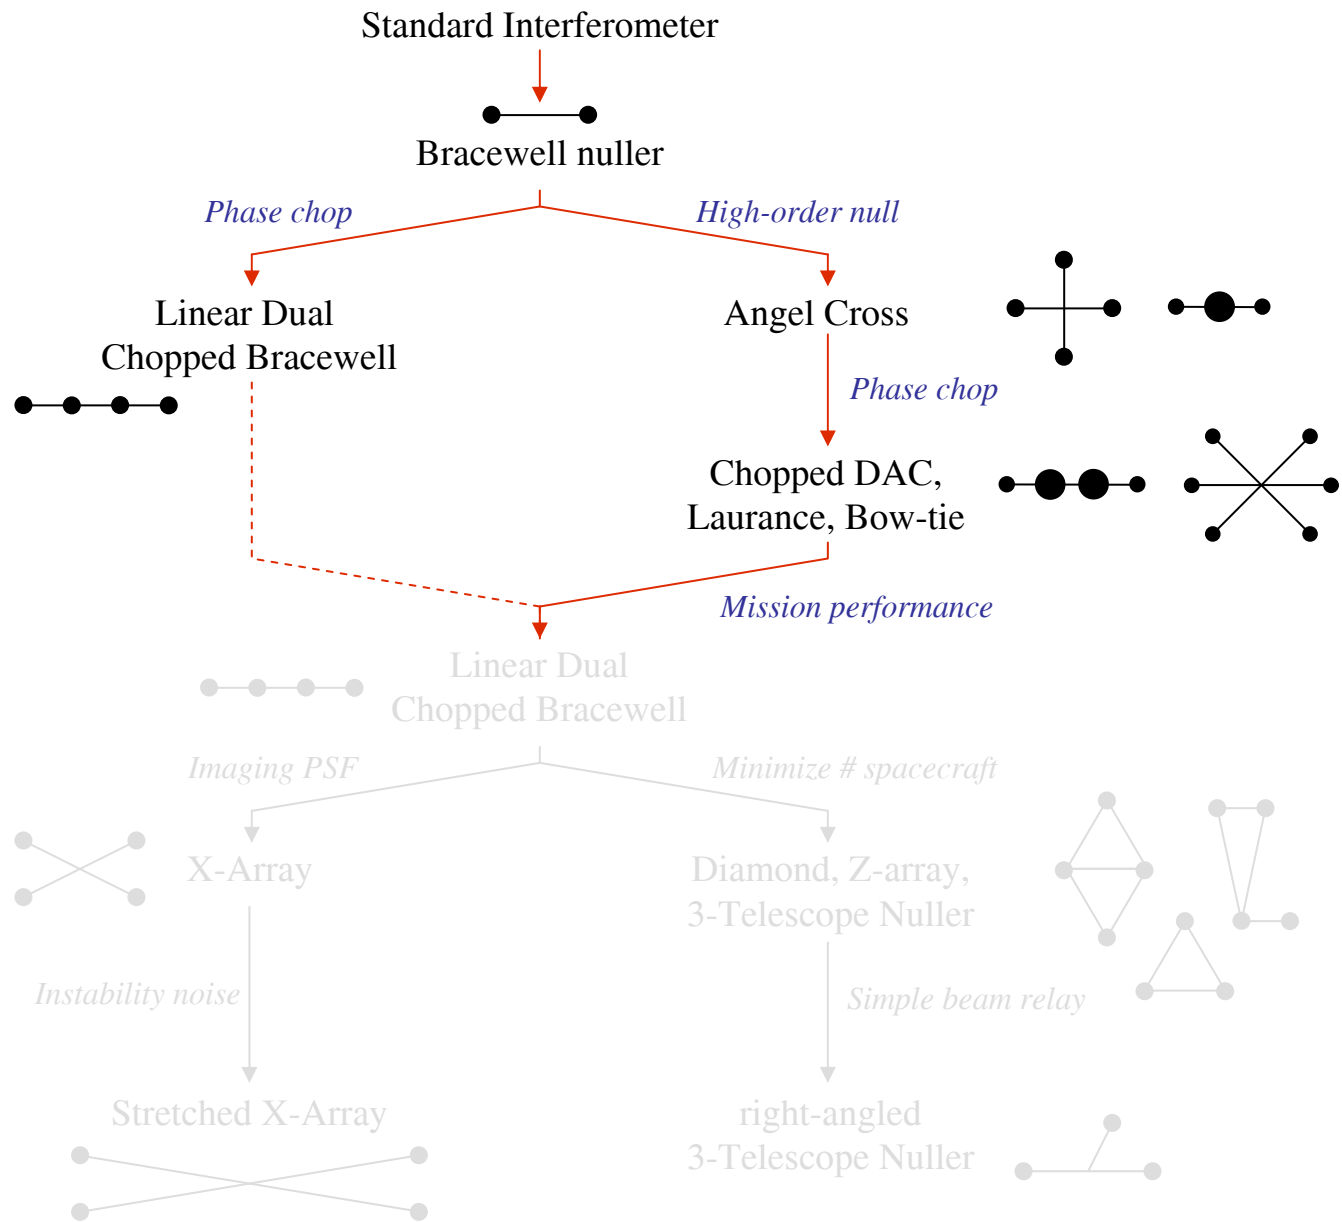 Standard Interferometer
Bracewell nuller
Phase chop
High-order null
Linear Dual
Chopped Bracewell
Angel Cross
Phase chop
Chopped DAC,
Laurance, Bow-tie
Mission performance
Linear Dual
Chopped Bracewell
Imaging PSF
Minimize # spacecraft
X-Array
Diamond, Z-array,
3-Telescope Nuller
Instability noise
Simple beam relay
Stretched X-Array
right-angled
3-Telescope Nuller